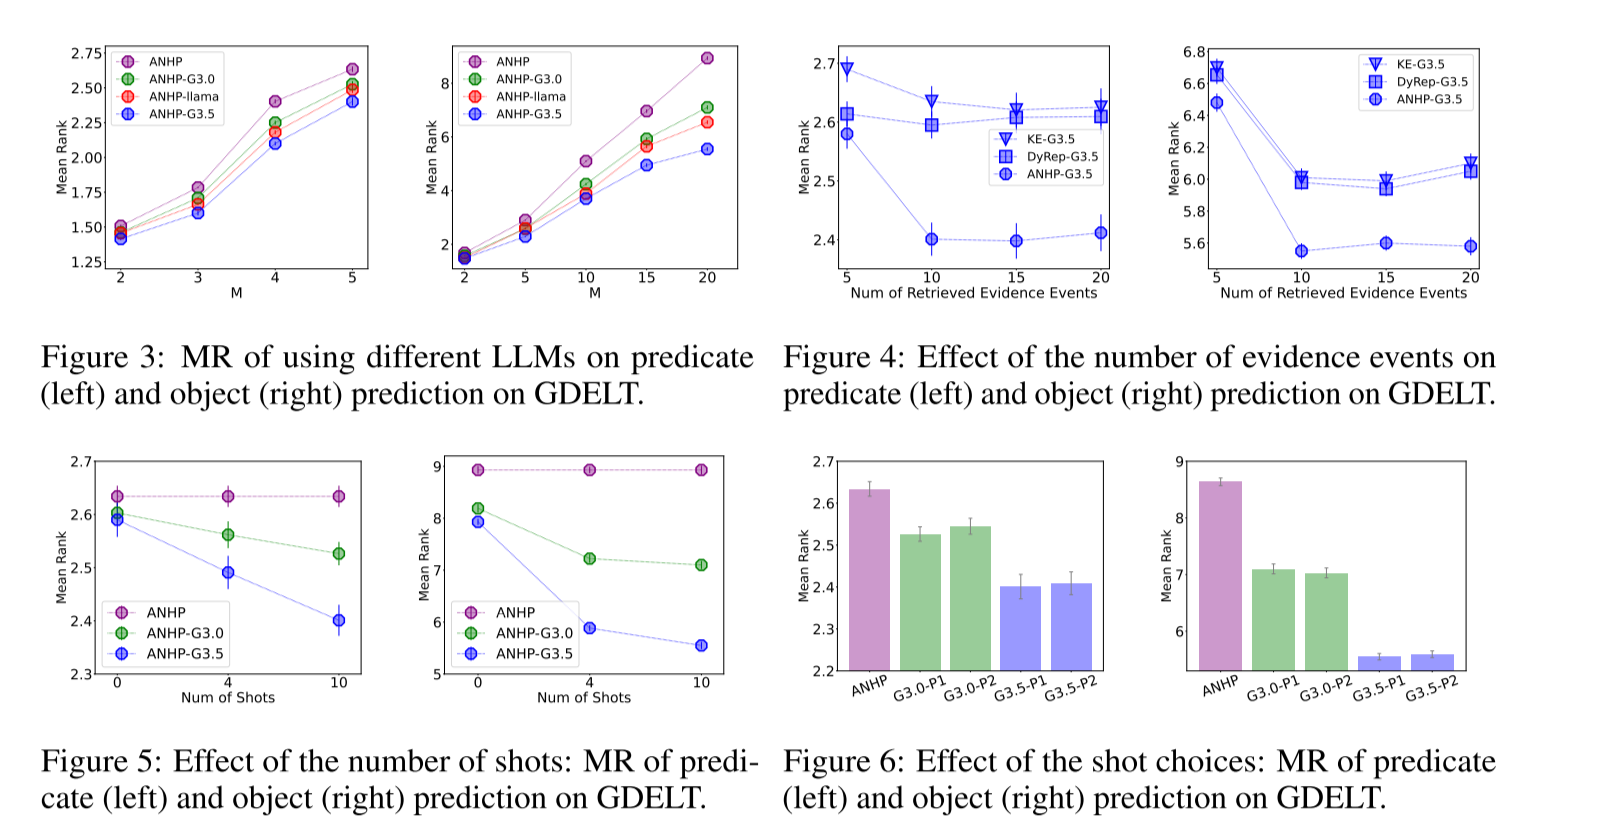 2.75
2.50
2.25
2.00
1.75
1.50
1.25
Mean Rank
ANHP
ANHP-G3.0
ANHP-llama
ANHP-G3.5
2 3 4 5
M
8
6
4
2
Mean Rank
ANHP
ANHP-G3.0
ANHP-llama
ANHP-G3.5
2 5 10 15 20
M
2.7
2.6
2.5
2.4
Mean Rank
KE-G3.5
DyRep-G3.5
ANHP-G3.5
5 10 15 20
Num of Retrieved Evidence Events
6.8
6.6
6.4
6.2
6.0
5.8
5.6
Mean Rank
KE-G3.5
DyRep-G3.5
ANHP-G3.5
5 10 15 20
Num of Retrieved Evidence Events
Figure 3: MR of using different LLMs on predicate
(left) and object (right) prediction on GDELT.
Figure 4: Effect of the number of evidence events on
predicate (left) and object (right) prediction on GDELT.
2.7
2.6
2.5
2.4
2.3
Mean Rank
ANHP
ANHP-G3.0
ANHP-G3.5
0 4 10
Num of Shots
9
8
7
6
5
Mean Rank
ANHP
ANHP-G3.0
ANHP-G3.5
0 4 10
Num of Shots
2.7
2.6
2.5
2.4
2.3
2.2
Mean Rank
ANHP G3.0-P1 G3.0-P2 G3.5-P1 G3.5-P2
9
8
7
6
Mean Rank
ANHP G3.0-P1 G3.0-P2 G3.5-P1 G3.5-P2
Figure 5: Effect of the number of shots: MR of predi-
cate (left) and object (right) prediction on GDELT.
Figure 6: Effect of the shot choices: MR of predicate
(left) and object (right) prediction on GDELT.